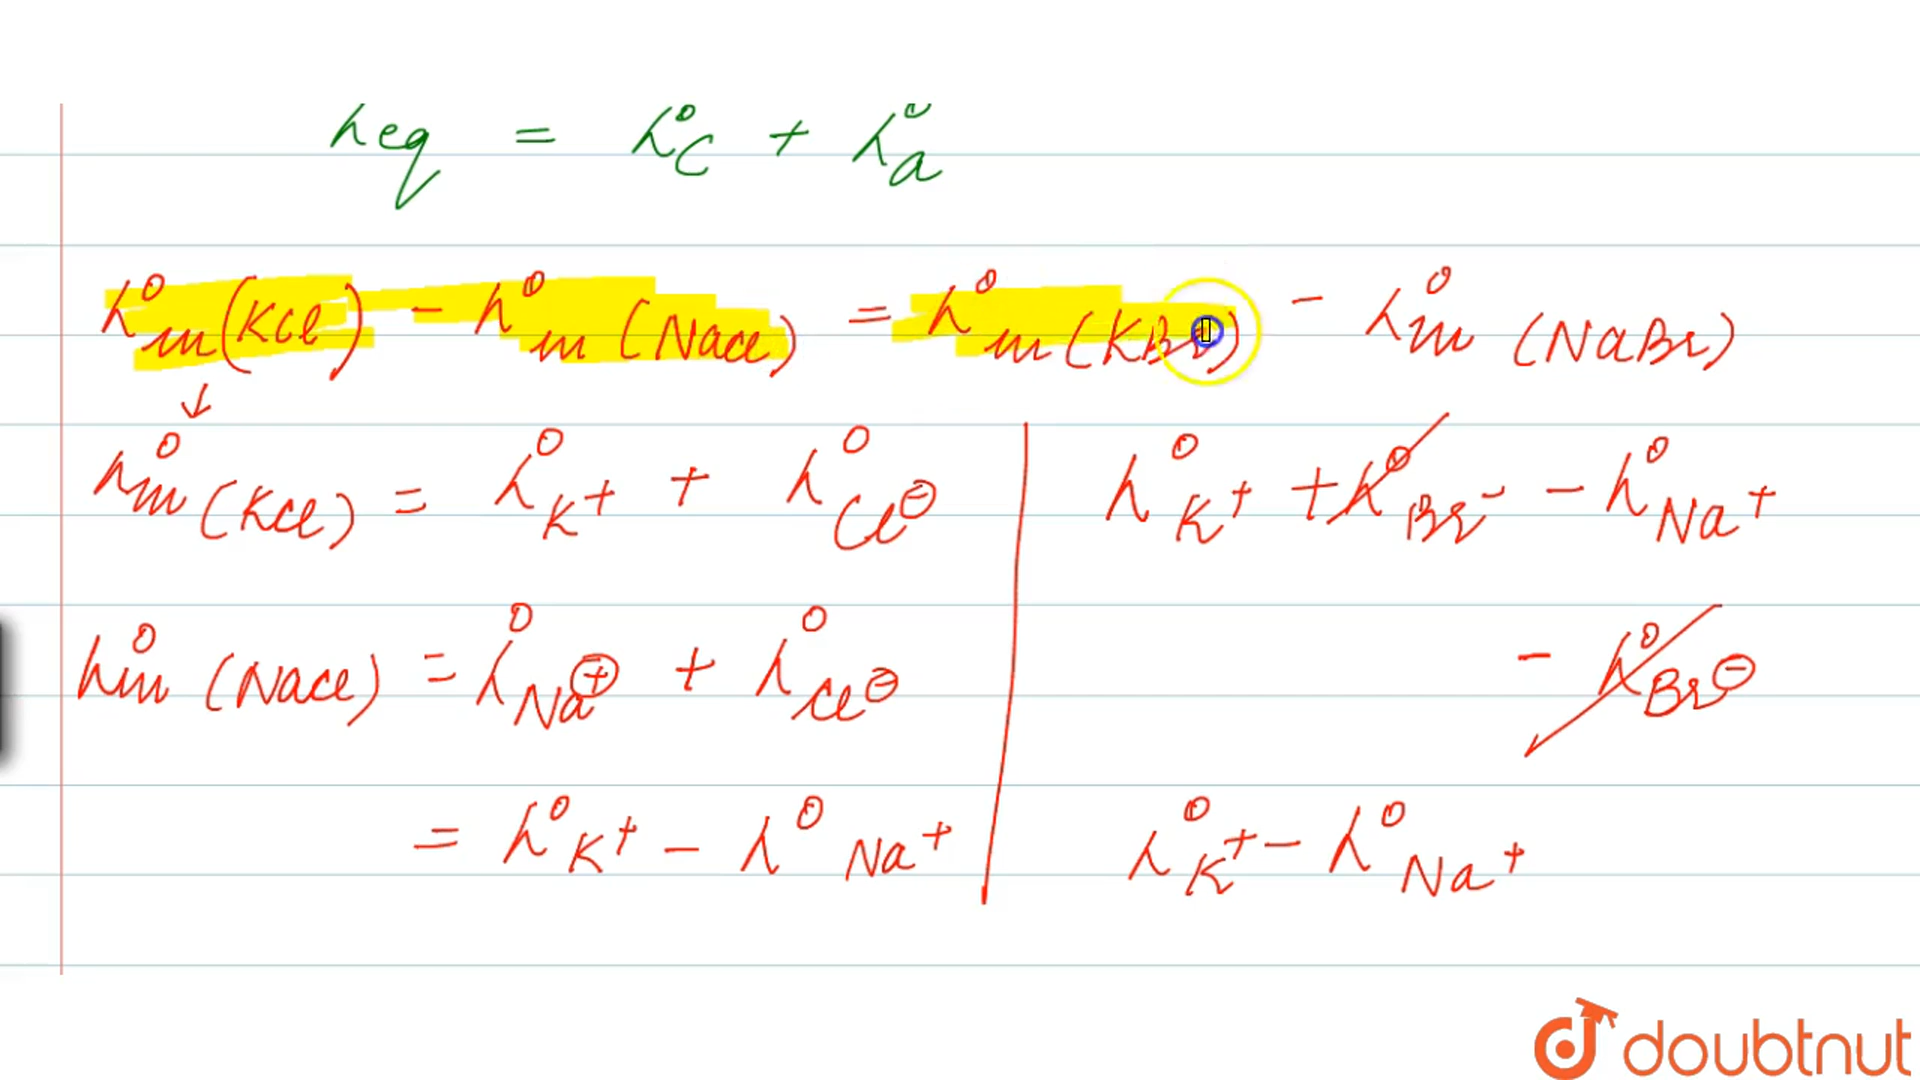 λeq = λ°C + λ°a
λ°m(KCl) - λ°m(NaCl) = λ°m(KBr) - λ°m(NaBr)
↓
λ°m(KCl) = λ°K+ + λ°Cl⊖
λ°K+ + λ°Br- - λ°Na+
λ°m(NaCl) = λ°Na⊕ + λ°Cl⊖
- λ°Br⊖
= λ°K+ - λ°Na+
λ°K+ - λ°Na+
doubtnut